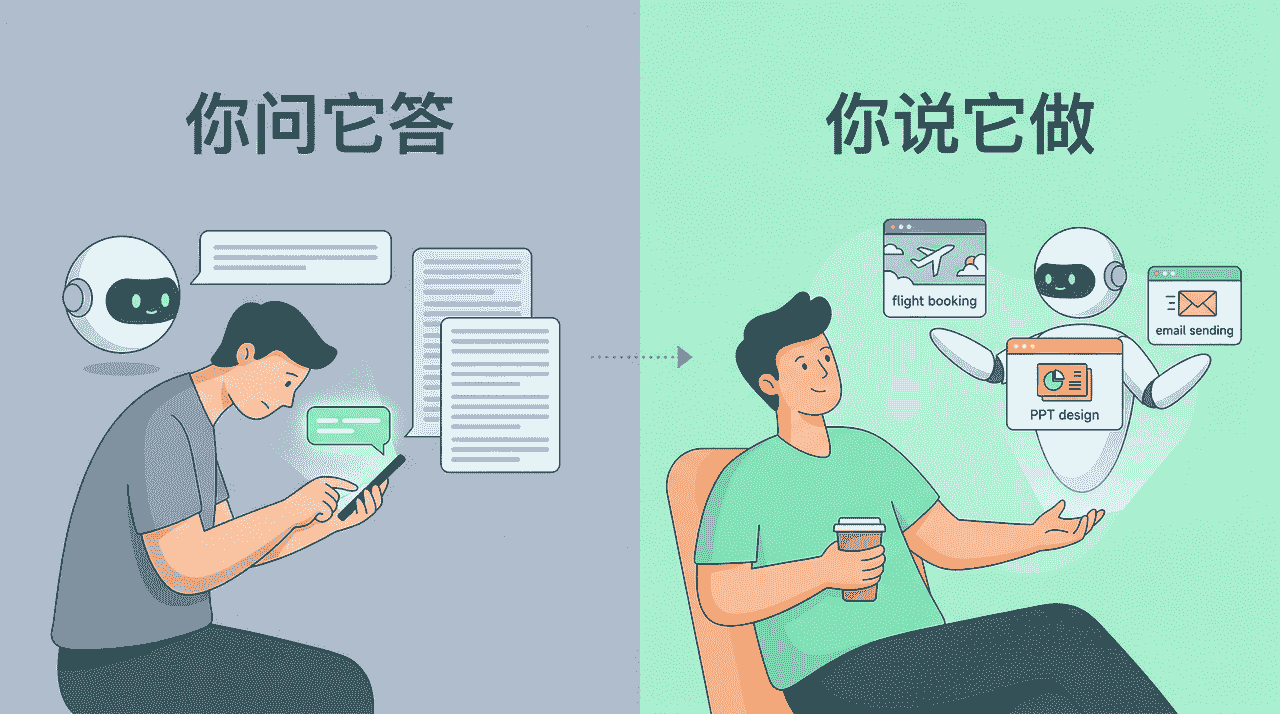 你问它答
你说它做
flight booking
email sending
PPT design